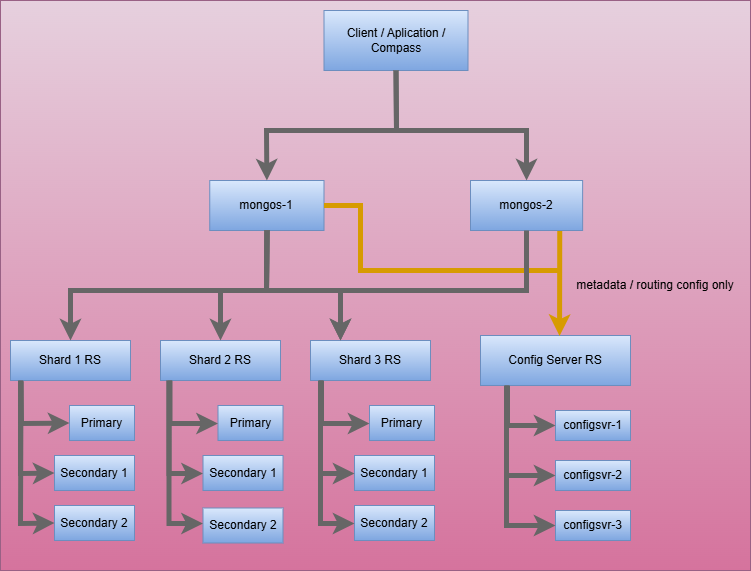 Client / Aplication /
Compass
mongos-1
mongos-2
metadata / routing config only
Shard 1 RS
Shard 2 RS
Shard 3 RS
Config Server RS
Primary
Primary
Primary
configsvr-1
Secondary 1
Secondary 1
Secondary 1
configsvr-2
Secondary 2
Secondary 2
Secondary 2
configsvr-3